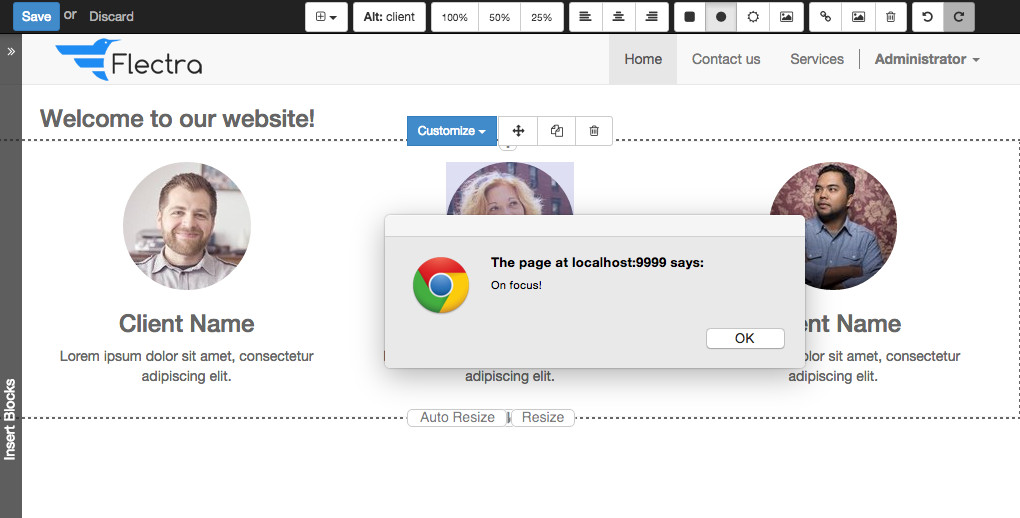 Save or Discard
Alt: client
100% 50% 25%
»
Flectra
Home Contact us Services Administrator
Welcome to our website!
Customize
The page at localhost:9999 says:
On focus!
OK
Client Name
Lorem ipsum dolor sit amet, consectetur
adipiscing elit.
adipiscing elit.
ent Name
olor sit amet, consectetur
adipiscing elit.
Auto Resize
Resize
Insert Blocks